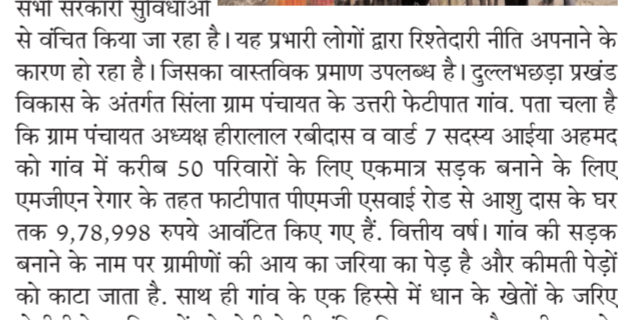 सभी सरकारी सुविधाओं
से वंचित किया जा रहा है। यह प्रभारी लोगों द्वारा रिश्तेदारी नीति अपनाने के
कारण हो रहा है। जिसका वास्तविक प्रमाण उपलब्ध है। दुल्लभछड़ा प्रखंड
विकास के अंतर्गत सिंला ग्राम पंचायत के उत्तरी फेटीपात गांव. पता चला है
कि ग्राम पंचायत अध्यक्ष हीरालाल रबीदास व वार्ड 7 सदस्य आईया अहमद
को गांव में करीब 50 परिवारों के लिए एकमात्र सड़क बनाने के लिए
एमजीएन रेगार के तहत फाटीपात पीएमजी एसवाई रोड से आशु दास के घर
तक 9,78,998 रुपये आवंटित किए गए हैं. वित्तीय वर्ष। गांव की सड़क
बनाने के नाम पर ग्रामीणों की आय का जरिया का पेड़ है और कीमती पेड़ों
को काटा जाता है. साथ ही गांव के एक हिस्से में धान के खेतों के जरिए